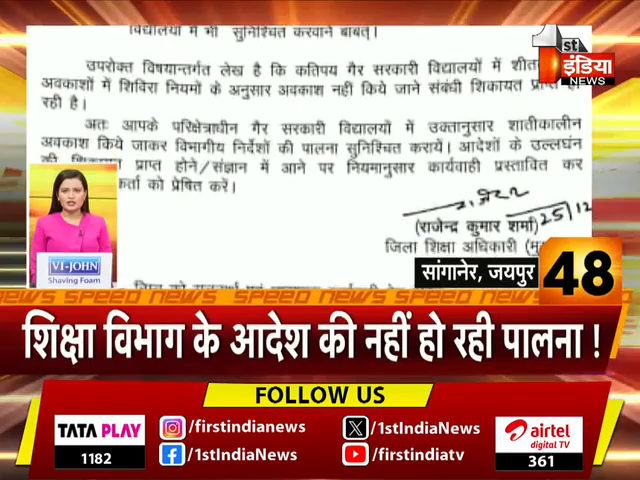 विद्यालयों में भी सुनिश्चित करवाने बाबत्।
1st
इंडिया
NEWS
उपरोक्त विषयान्तर्गत लेख है कि कतिपय गैर सरकारी विद्यालयों में
अवकाशों में शिविरा नियमों के अनुसार अवकाश नहीं किये जाने संबंधी शिकायत प्राप्त
रही है।
अतः आपके परिक्षेत्राधीन गैर सरकारी विद्यालयों में उक्तानुसार शातीकालीन
अवकाश किये जाकर विभागीय निर्देशों की पालना सुनिश्चित करायें। आदेशों के उल्लघंन
की प्राप्त होने/संज्ञान में आने पर नियमानुसार कार्यवाही प्रस्तावित कर
को प्रेषित करें।
25/12
(राजेन्द्र कुमार शर्मा)
जिला शिक्षा अधिकारी
VI-JOHN
Shaving Foam
सांगानेर, जयपुर
48
SPEED NEWS SPEED NEWS SPEED NEWS
शिक्षा विभाग के आदेश की नहीं हो रही पालना !
FOLLOW US
TATA PLAY
1182
/firstindianews
/1stIndiaNews
/1stIndiaNews
/firstindiatv
airtel
digital TV
361